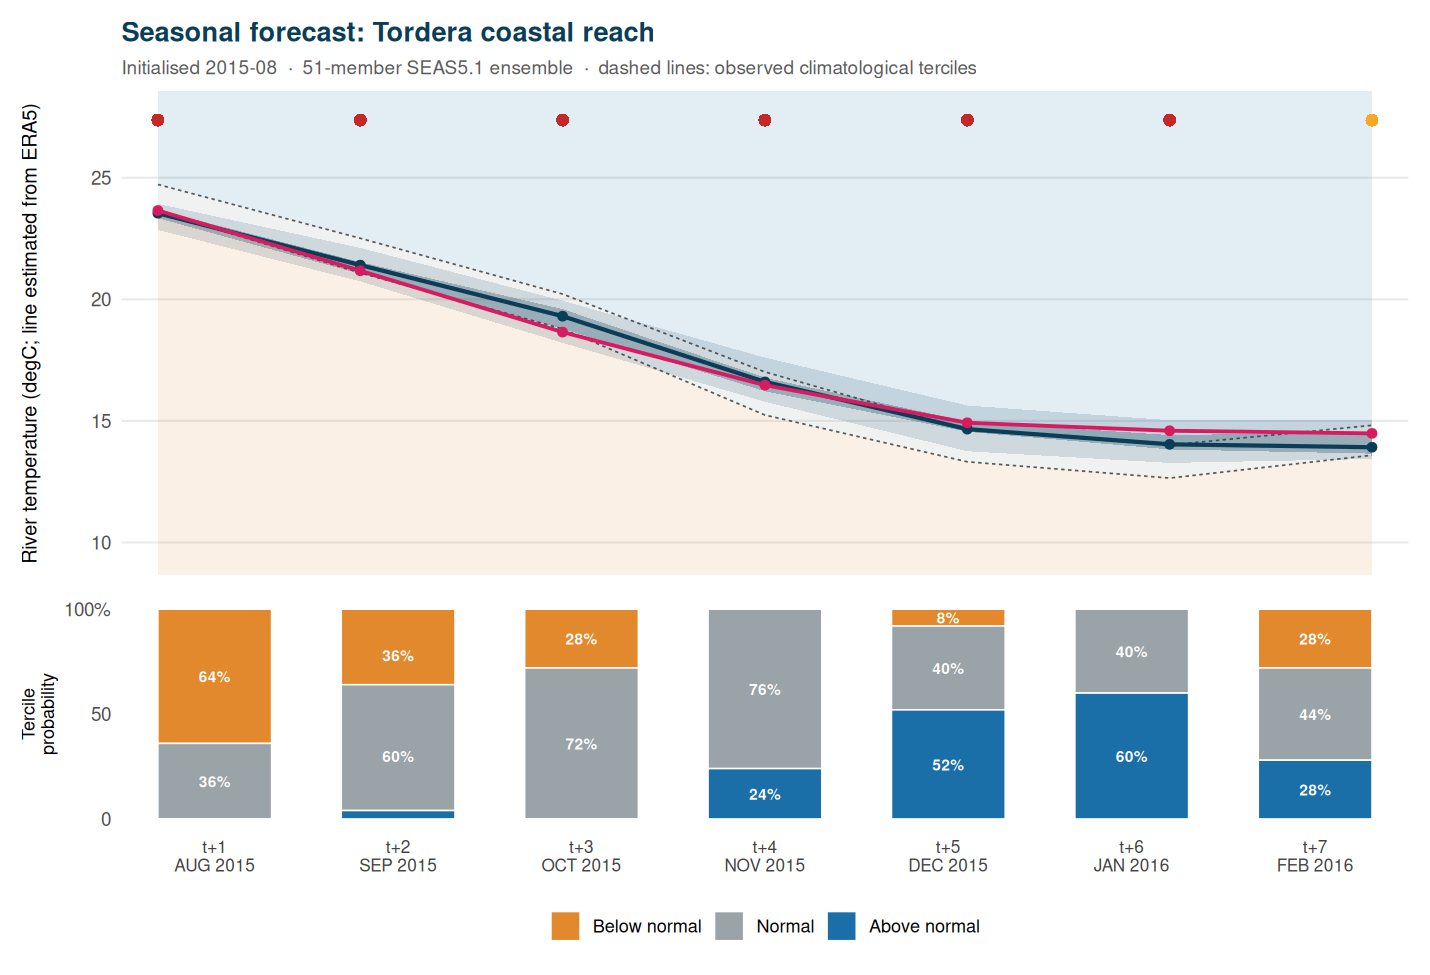 Seasonal forecast: Tordera coastal reach
Initialised 2015-08 · 51-member SEAS5.1 ensemble · dashed lines: observed climatological terciles
River temperature (degC; line estimated from ERA5)
25
20
15
10
Tercile
probability
100%
50
0
64%
36%
36%
60%
28%
72%
76%
24%
8%
40%
52%
40%
60%
28%
44%
28%
t+1
AUG 2015
t+2
SEP 2015
t+3
OCT 2015
t+4
NOV 2015
t+5
DEC 2015
t+6
JAN 2016
t+7
FEB 2016
Below normal
Normal
Above normal